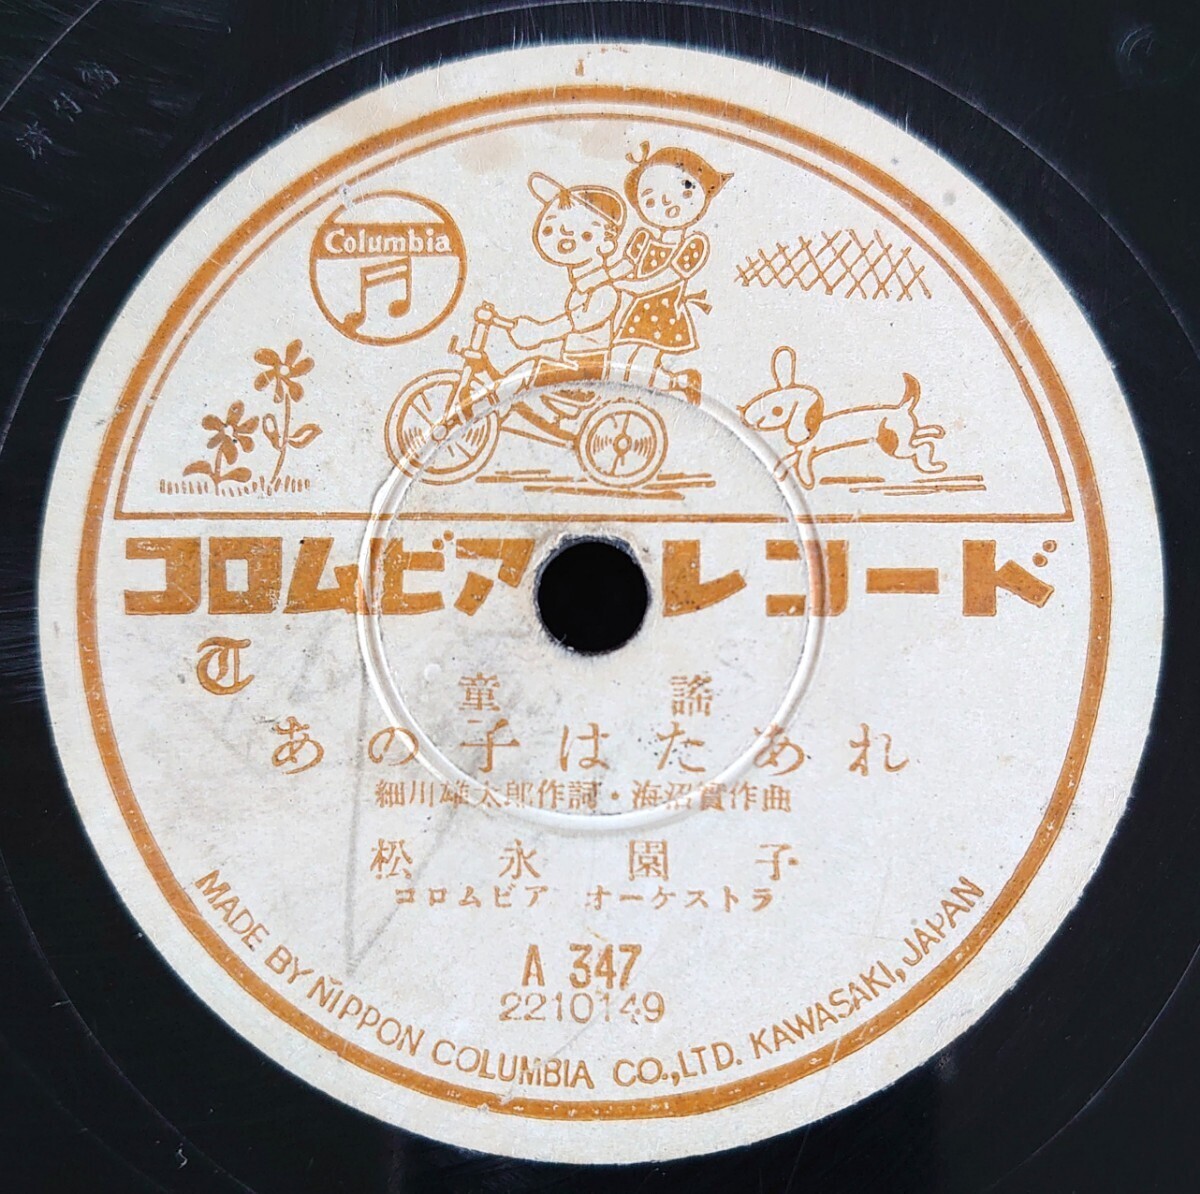 Columbia
コロムビアレコード
T
童謠
あの子はたあれ
細川雄太郎作詞・海沼實作曲
松永園子
コロムビア オーケストラ
A 347
2210149
MADE BY NIPPON COLUMBIA CO.,LTD. KAWASAKI, JAPAN